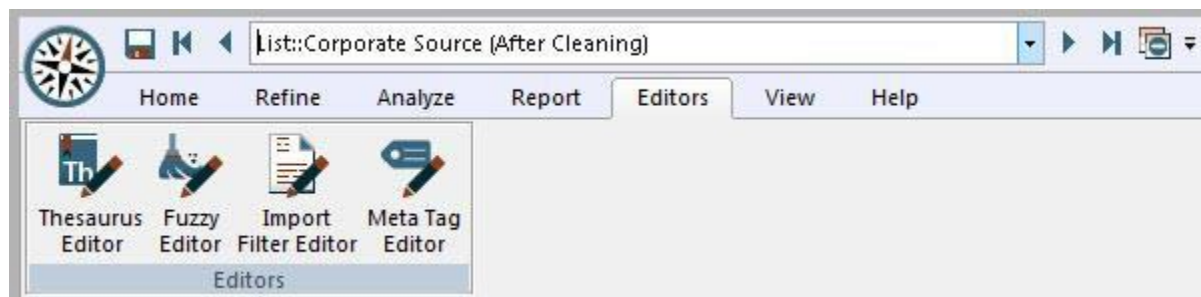 List::Corporate Source (After Cleaning)
Home Refine Analyze Report Editors View Help
Th
Thesaurus Editor
Fuzzy Editor
Import Filter Editor
Meta Tag Editor
Editors